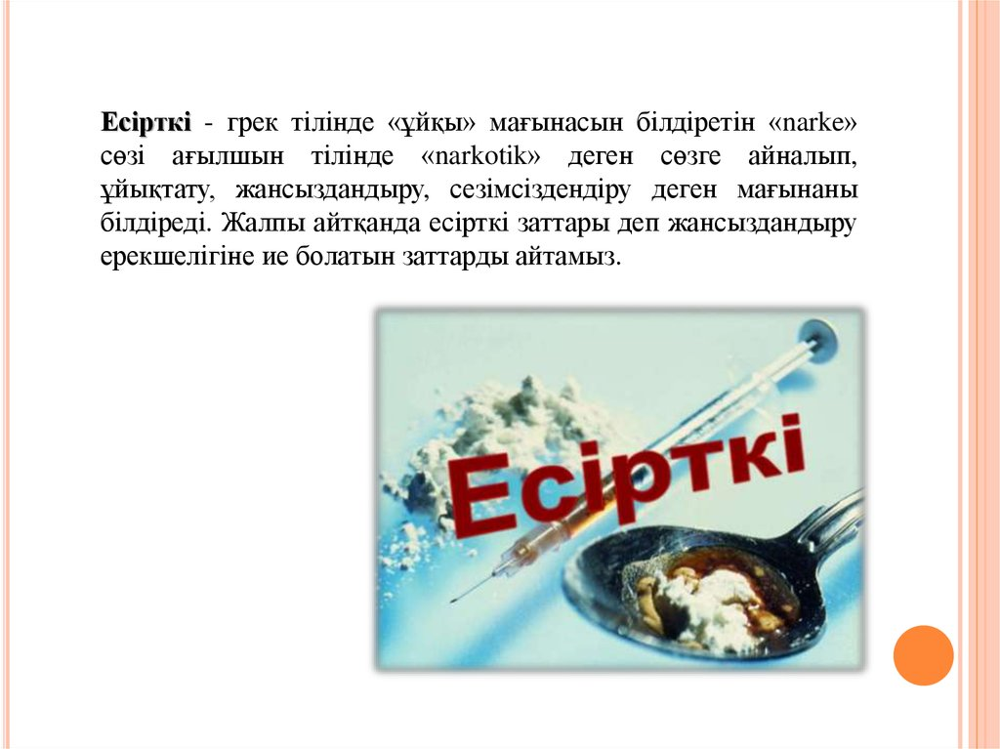 Есірткі - грек тілінде «ұйқы» мағынасын білдіретін «narke»
сөзі ағылшын тілінде «narkotik» деген сөзге айналып,
ұйықтату, жансыздандыру, сезімсіздендіру деген мағынаны
білдіреді. Жалпы айтқанда есірткі заттары деп жансыздандыру
ерекшелігіне ие болатын заттарды айтамыз.
Есірткі